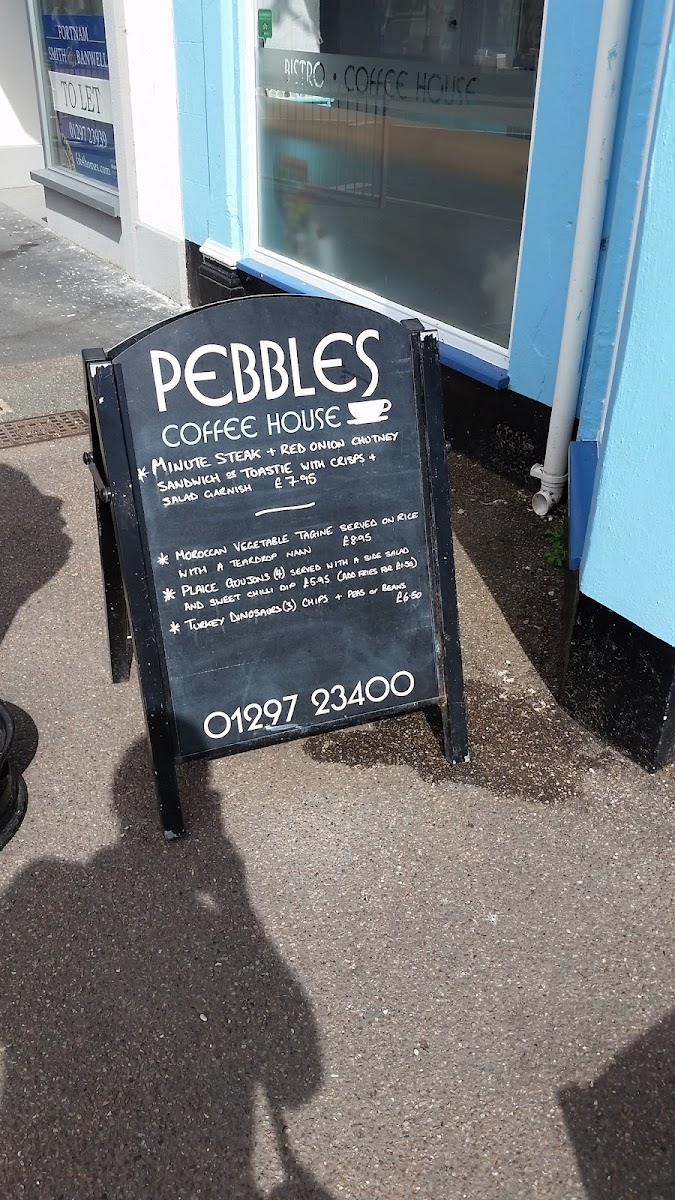 FORTNAM
SMITH & BANWELL
TO LET
01297 23939
BISTRO • COFFEE HOUSE
PEBBLES
COFFEE HOUSE
* MINUTE STEAK + RED ONION CHUTNEY
SANDWICH OR TOASTIE WITH CRISPS +
SALAD GARNISH £7.95
* MOROCCAN VEGETABLE TAGINE SERVED ON RICE
WITH A TEARDROP NAAN £8.95
* PLAICE GOUJONS (4) SERVED WITH A SIDE SALAD
AND SWEET CHILLI DIP £5.95 (ADD FRIES FOR £1.50)
* TURKEY DINOSAURS (3) CHIPS + PEAS OR BEANS
£6.50
01297 23400